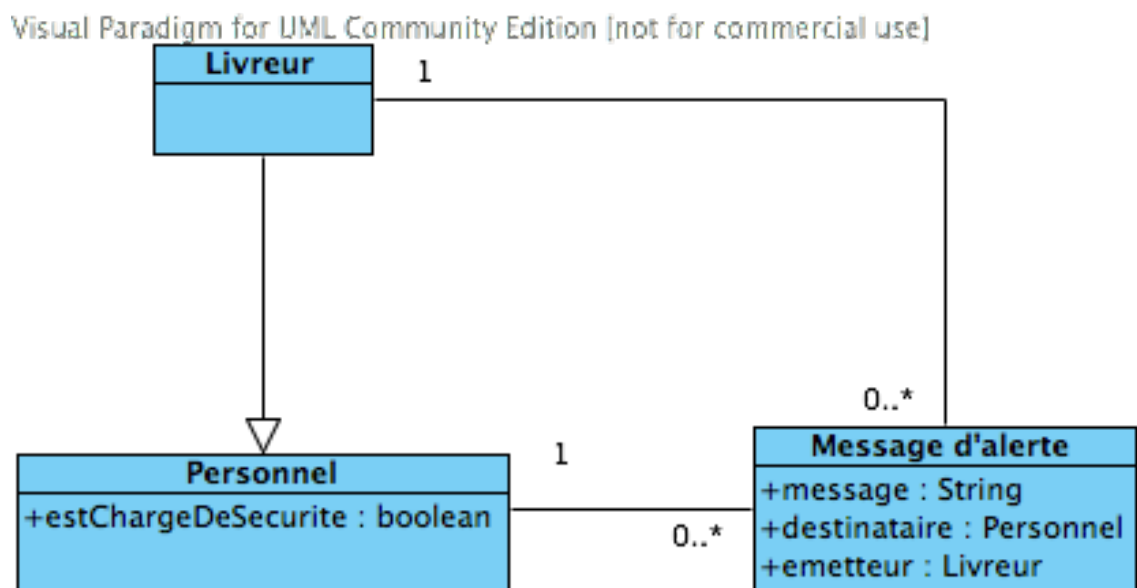 Visual Paradigm for UML Community Edition [not for commercial use]
Livreur
1
0..*
Personnel
+estChargeDeSecurite : boolean
1
0..*
Message d'alerte
+message : String
+destinataire : Personnel
+emetteur : Livreur